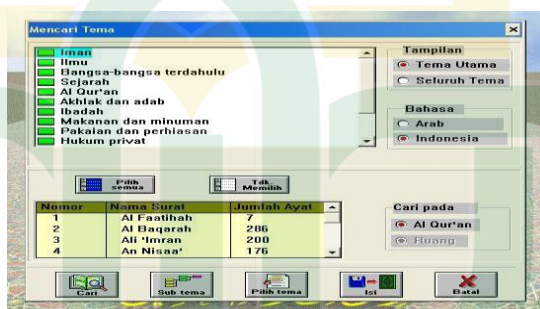 Mencari Tema
Iman
Ilmu
Bangsa-bangsa terdahulu
Sejarah
Al Qur'an
Akhlak dan adab
Ibadah
Makanan dan minuman
Pakaian dan perhiasan
Hukum privat
Tampilan
Tema Utama
Seluruh Tema
Bahasa
Arab
Indonesia
Pilih semua
Tdk. Memilih
Nomor Nama Surat Jumlah Ayat
1 Al Faatihah 7
2 Al Baqarah 286
3 Ali 'Imran 200
4 An Nisaa' 176
Cari pada
Al Qur'an
Ruang
Cari
Sub tema
Pilih tema
Isi
Batal